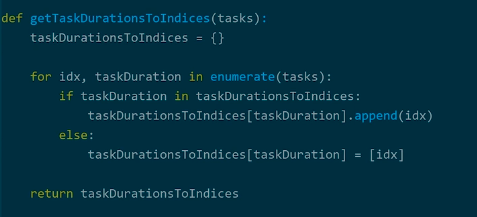 def getTaskDurationsToIndices(tasks):
    taskDurationsToIndices = {}

    for idx, taskDuration in enumerate(tasks):
        if taskDuration in taskDurationsToIndices:
            taskDurationsToIndices[taskDuration].append(idx)
        else:
            taskDurationsToIndices[taskDuration] = [idx]

    return taskDurationsToIndices